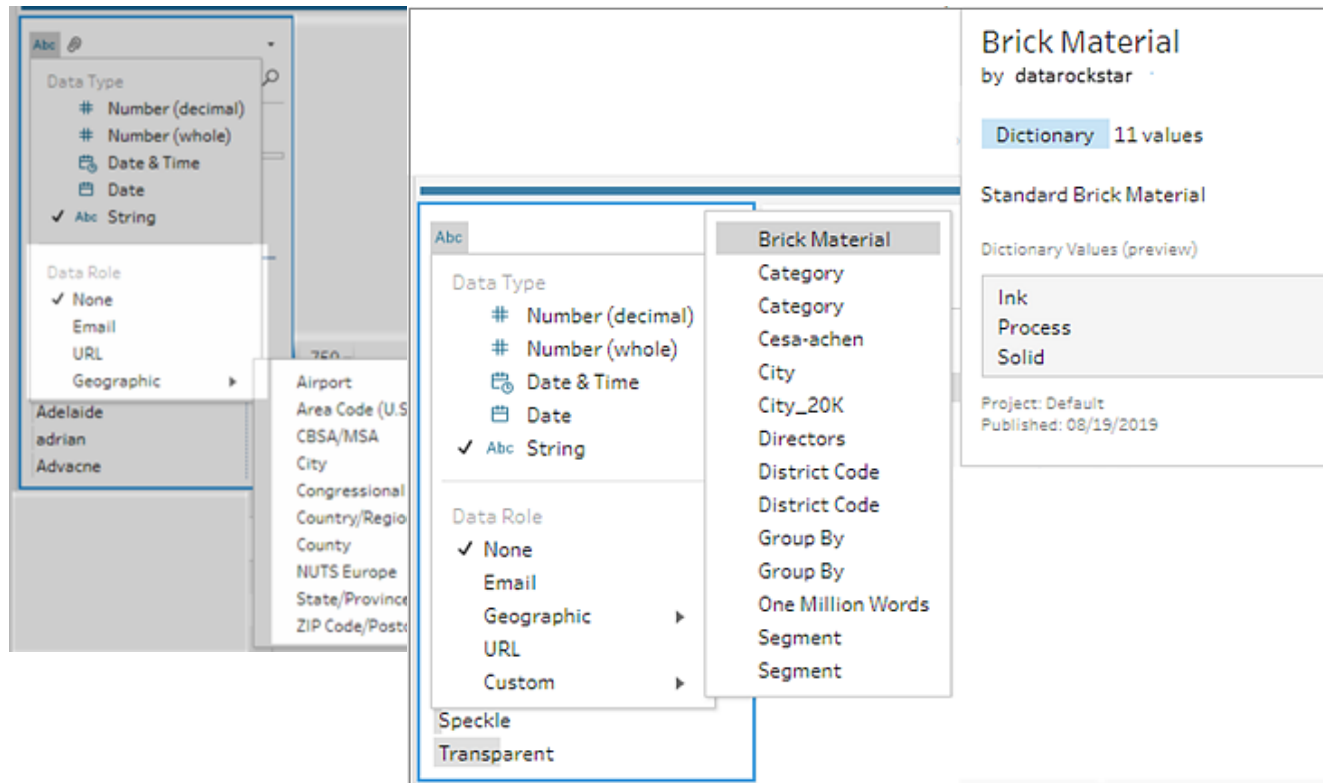 Abc
Data Type
# Number (decimal)
# Number (whole)
Date & Time
Date
✓ Abc String
Data Role
✓ None
Email
URL
Geographic
Adelaide
adrian
Advacne
750
Airport
Area Code (U.S
CBSA/MSA
City
Congressional
Country/Regio
County
NUTS Europe
State/Province
ZIP Code/Postc
Abc
Data Type
# Number (decimal)
# Number (whole)
Date & Time
Date
✓ Abc String
Data Role
✓ None
Email
Geographic
URL
Custom
Speckle
Transparent
Brick Material
Category
Category
Cesa-achen
City
City_20K
Directors
District Code
District Code
Group By
Group By
One Million Words
Segment
Segment
Brick Material
by datarockstar
Dictionary 11 values
Standard Brick Material
Dictionary Values (preview)
Ink
Process
Solid
Project: Default
Published: 08/19/2019